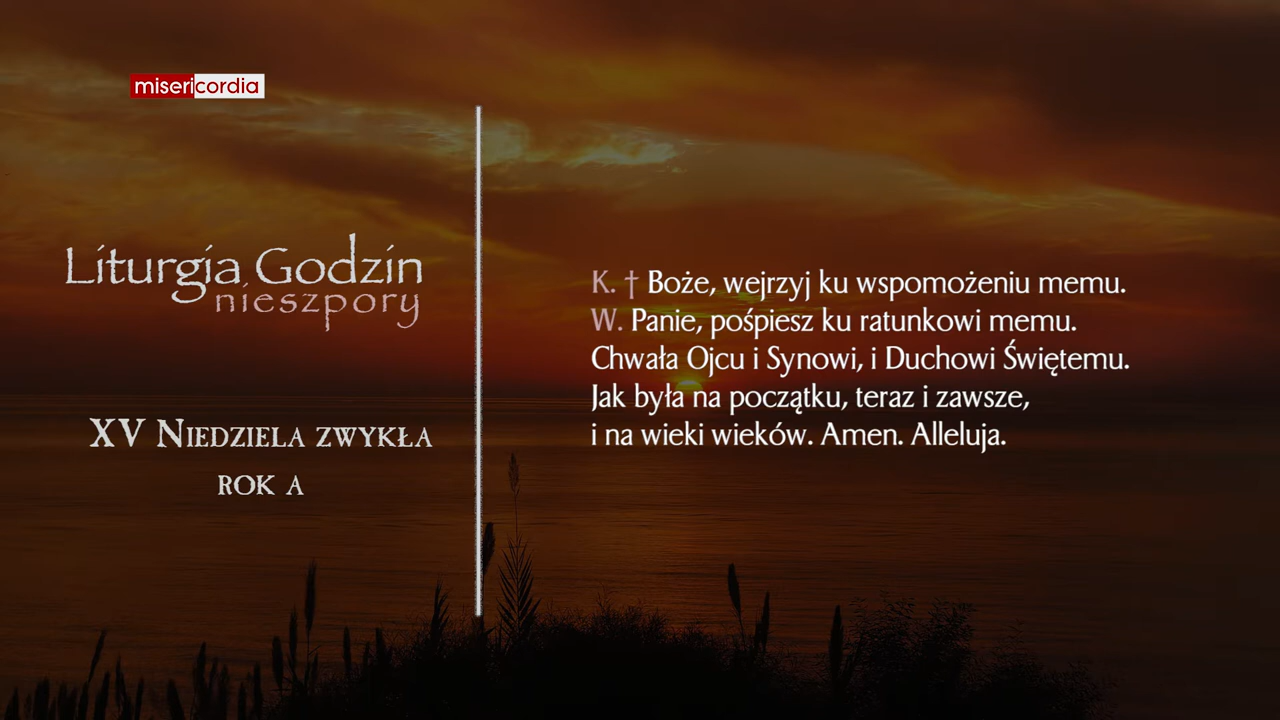 misericordia
Liturgia Godzin
nieszpory
XV Niedziela zwykła
rok A
K. † Boże, wejrzyj ku wspomożeniu memu.
W. Panie, pośpiesz ku ratunkowi memu.
Chwała Ojcu i Synowi, i Duchowi Świętemu.
Jak była na początku, teraz i zawsze,
i na wieki wieków. Amen. Alleluja.